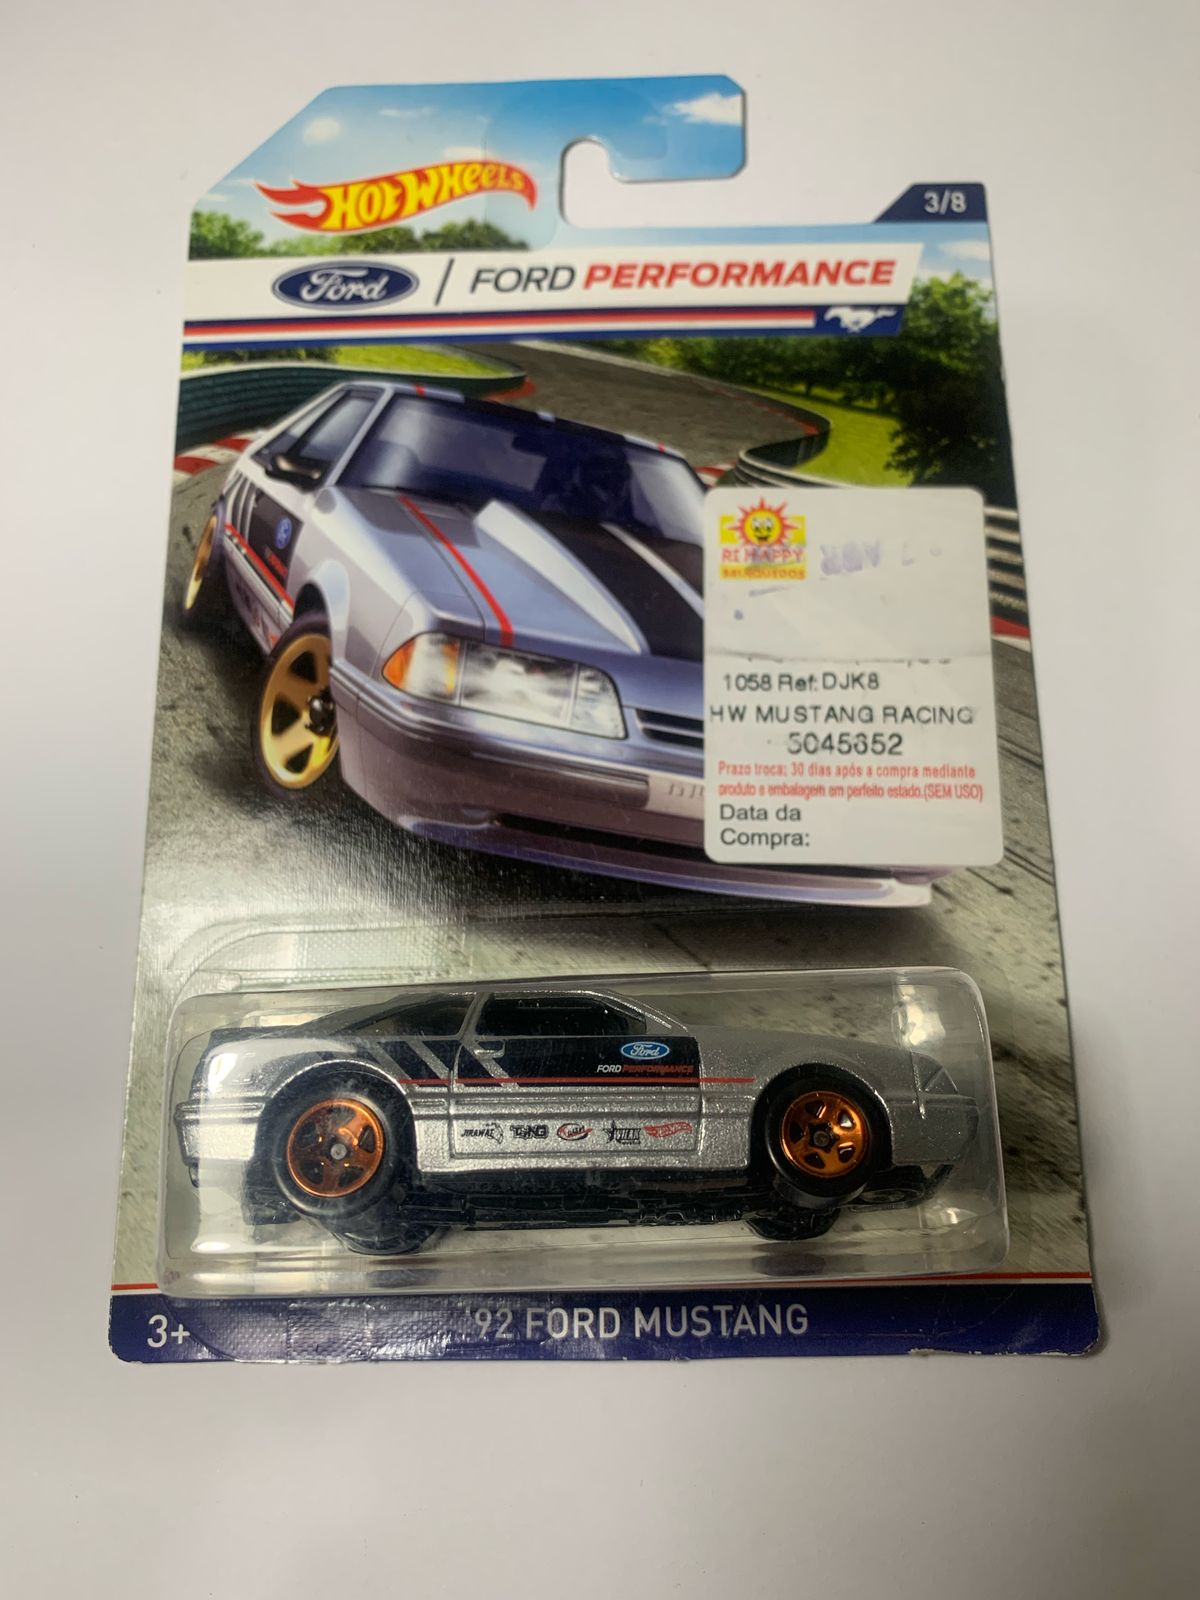 Hot Wheels
3/8
Ford / FORD PERFORMANCE
RI HAPPY
BRINQUEDOS
1058 Ref: DJK8
HW MUSTANG RACING
Prazo troca: 30 dias após a compra mediante
produto e embalagem em perfeito estado.(SEM USO)
Data da
Compra:
Ford
FORD PERFORMANCE
3+
'92 FORD MUSTANG